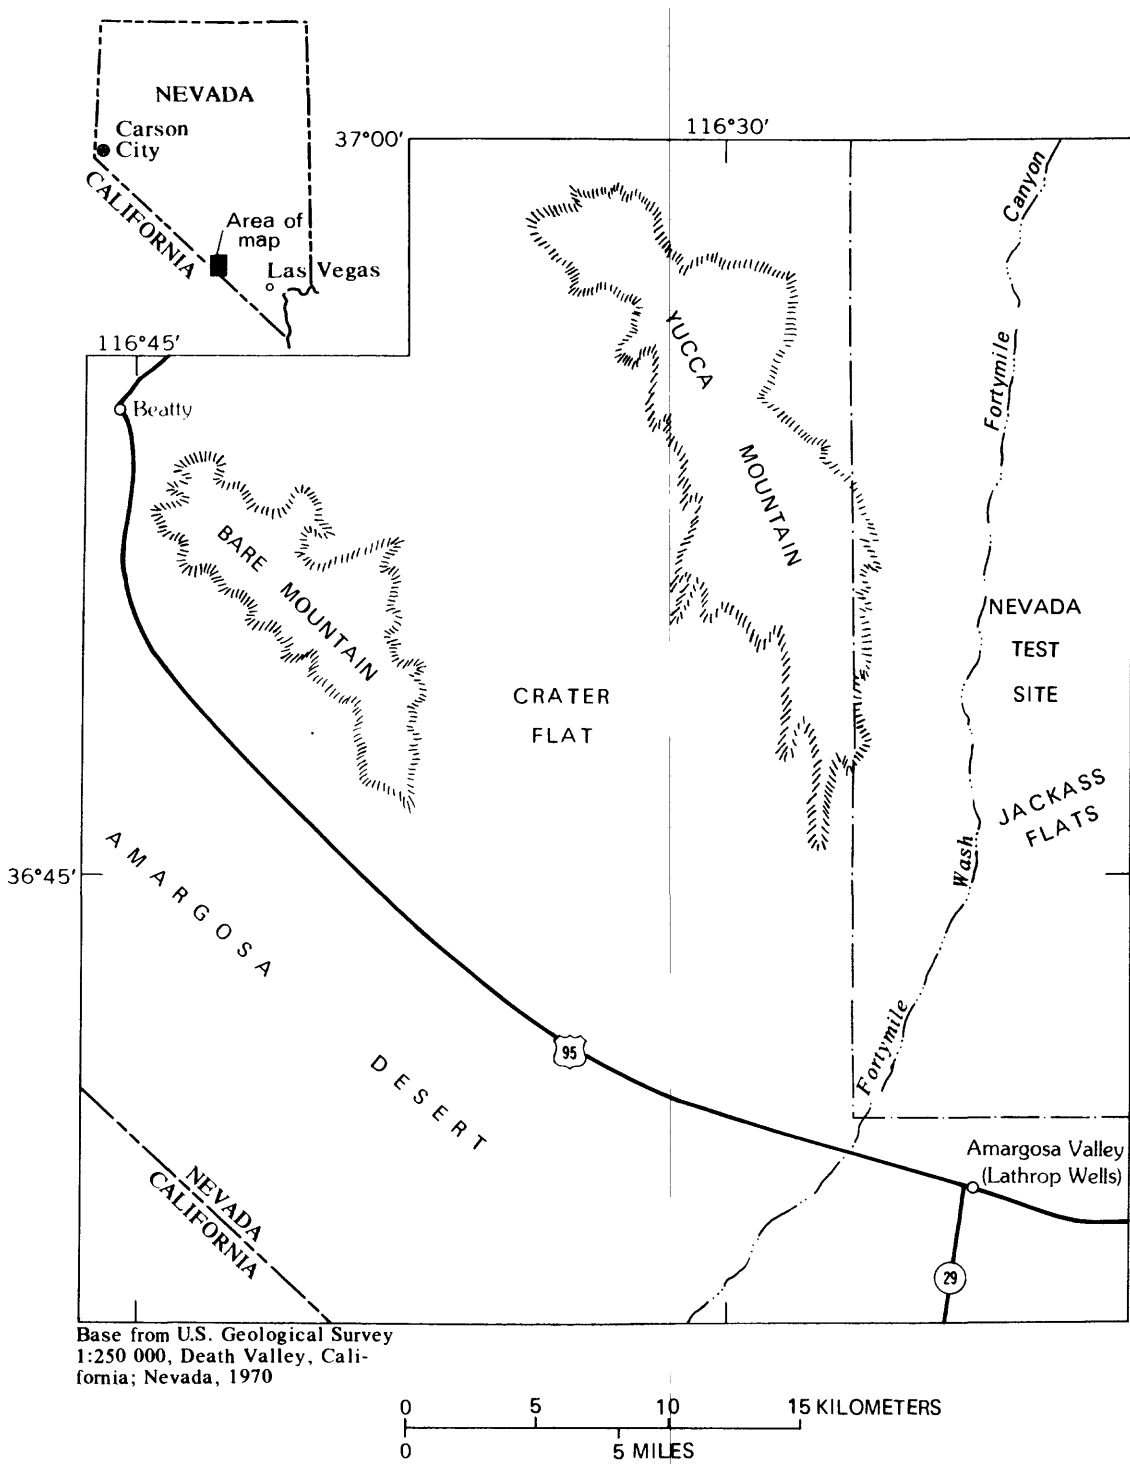 NEVADA
Carson
City
CALIFORNIA
Area of
map
Las Vegas
37°00'
116°30'
116°45'
Beatty
Canyon
Fortymile
YUCCA
MOUNTAIN
BARE
MOUNTAIN
CRATER
FLAT
NEVADA
TEST
SITE
JACKASS
FLATS
Wash
36°45'
AMARGOSA
DESERT
95
Fortymile
Amargosa Valley
(Lathrop Wells)
29
NEVADA
CALIFORNIA
Base from U.S. Geological Survey
1:250 000, Death Valley, Cali-
fornia; Nevada, 1970
0 5 10 15 KILOMETERS
0 5 MILES